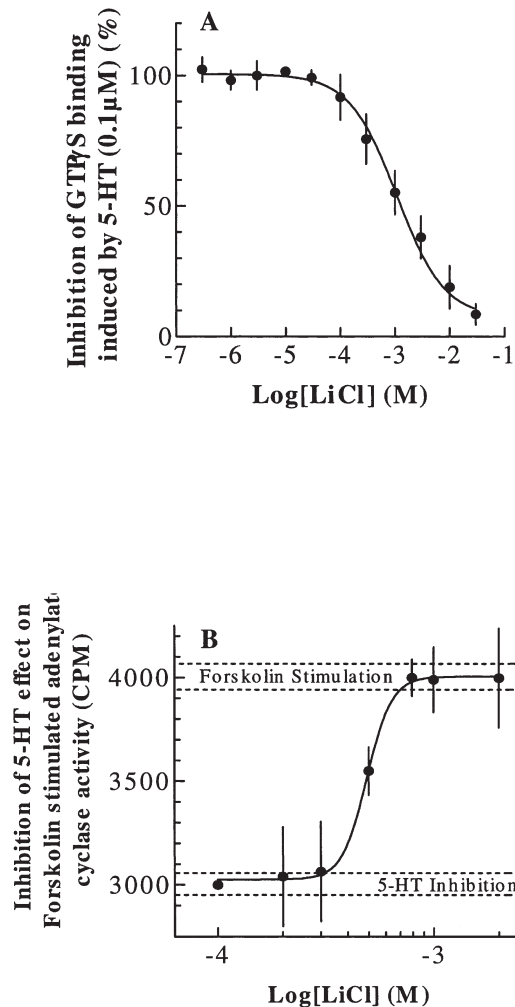 A
Inhibition of GTPγS binding
induced by 5-HT (0.1µM) (%)
100
50
0
-7 -6 -5 -4 -3 -2 -1
Log[LiCl] (M)
B
Inhibition of 5-HT effect on
Forskolin stimulated adenylat
cyclase activity (CPM)
4000
3500
3000
Forskolin Stimulation
5-HT Inhibition
-4 -3
Log[LiCl] (M)